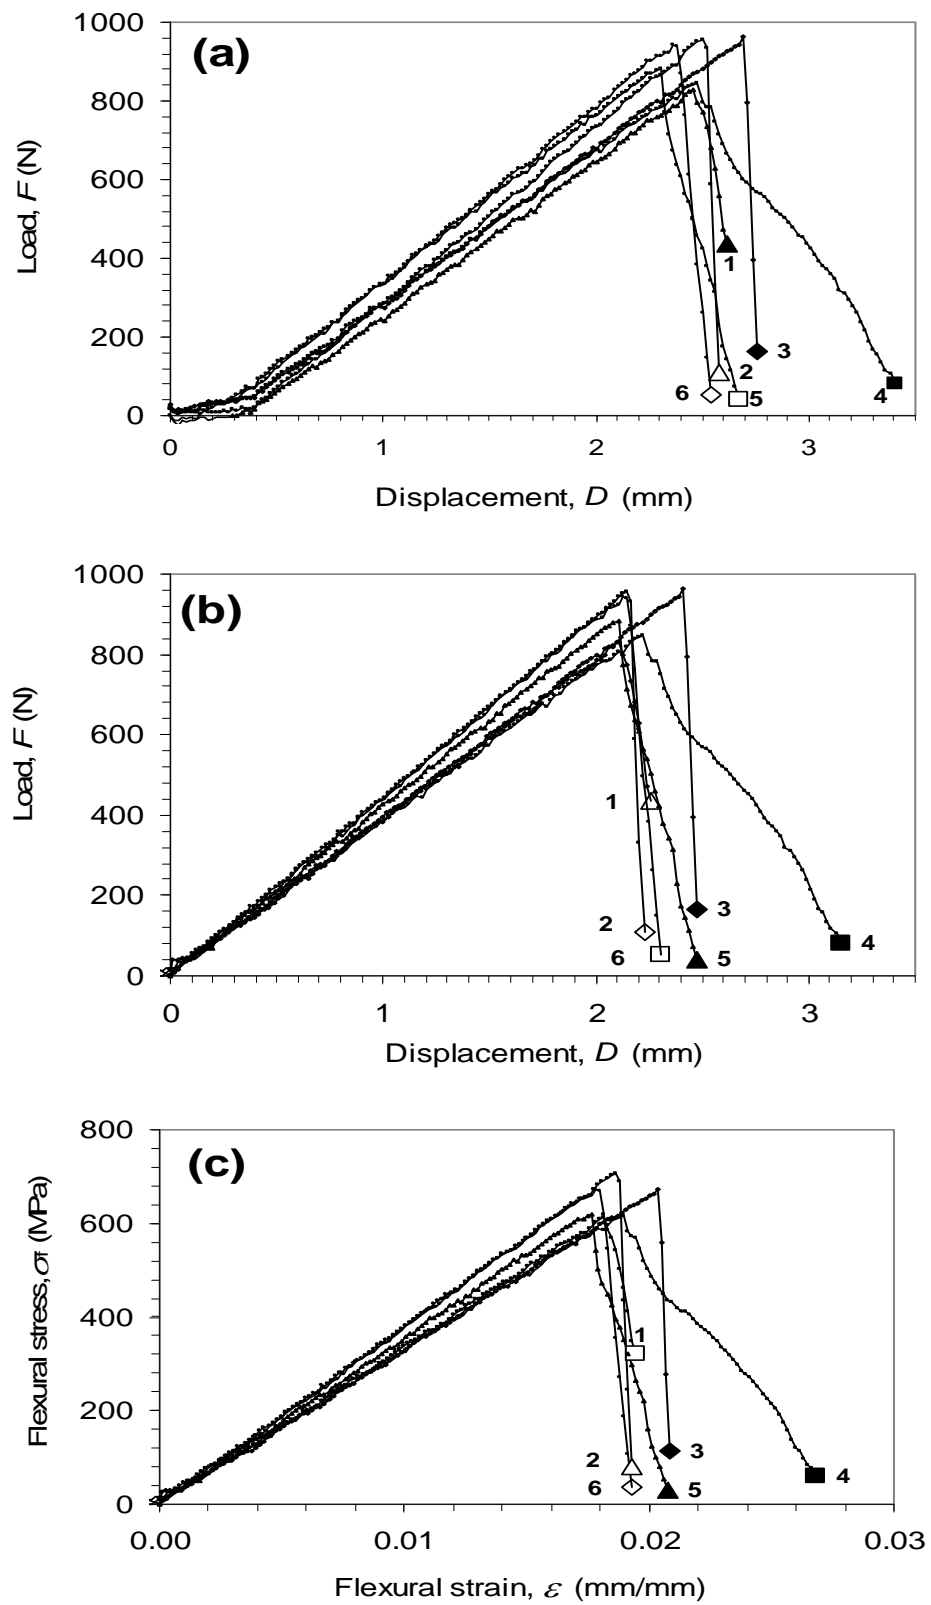 (a)
1000
800
600
400
200
0
Load, F (N)
1
2
3
4
5
6
0 1 2 3
Displacement, D (mm)
(b)
1000
800
600
400
200
0
Load, F (N)
1
2
3
4
5
6
0 1 2 3
Displacement, D (mm)
(c)
800
600
400
200
0
Flexural stress, σf (MPa)
1
2
3
4
5
6
0.00 0.01 0.02 0.03
Flexural strain, ε (mm/mm)